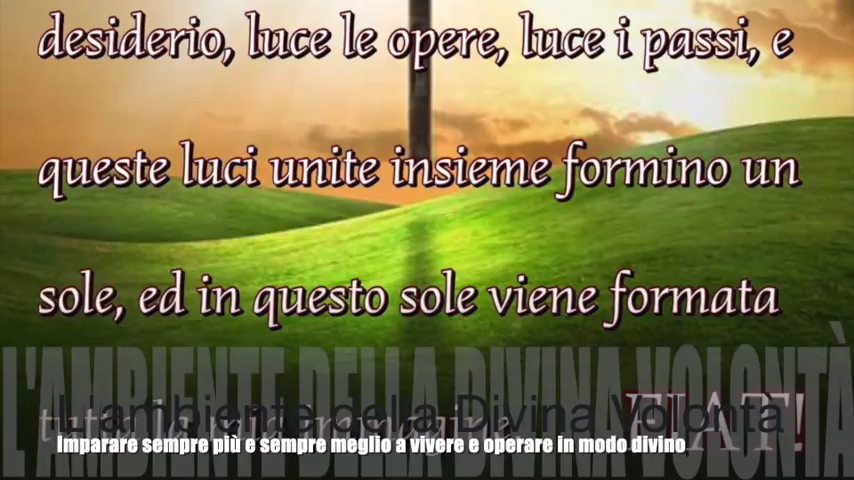 desiderio, luce le opere, luce i passi, e
queste luci unite insieme formino un
sole, ed in questo sole viene formata
L'AMBIENTE DELLA DIVINA VOLONTÀ
L'ambiente della Divina Volontà
FIAT!
Imparare sempre più e sempre meglio a vivere e operare in modo divino